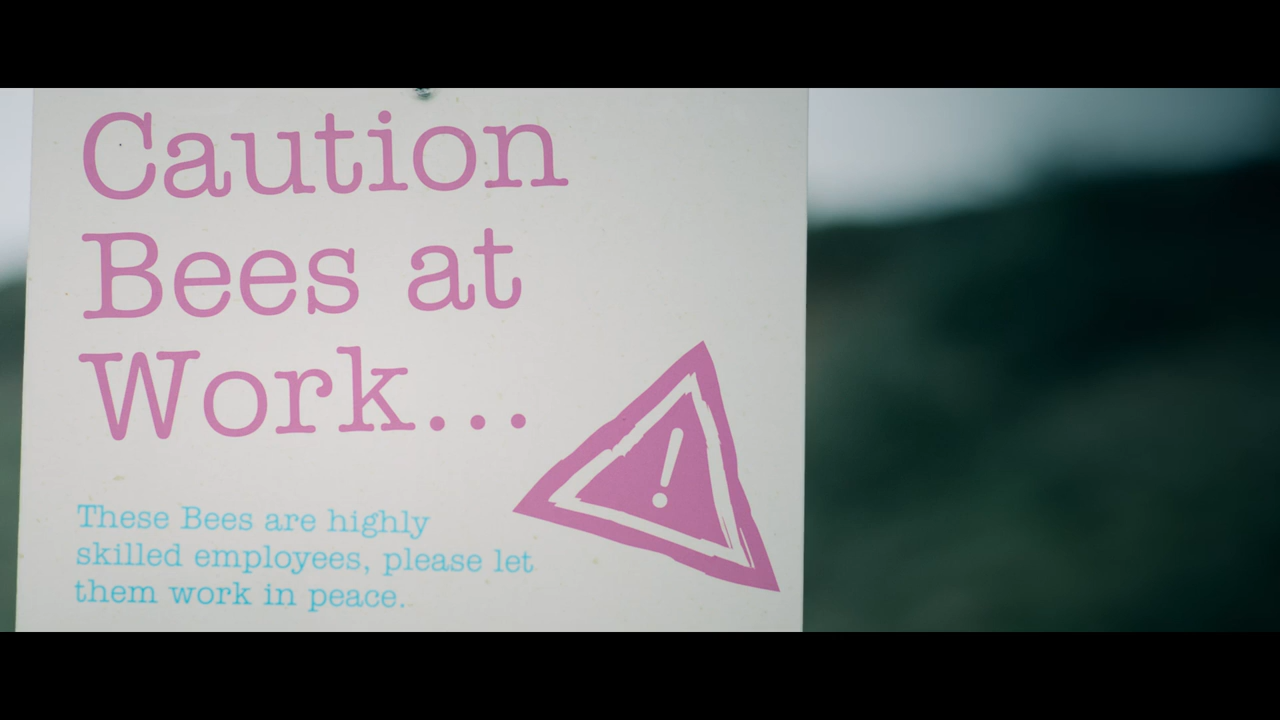 Caution
Bees at
Work...
!
These Bees are highly
skilled employees, please let
them work in peace.